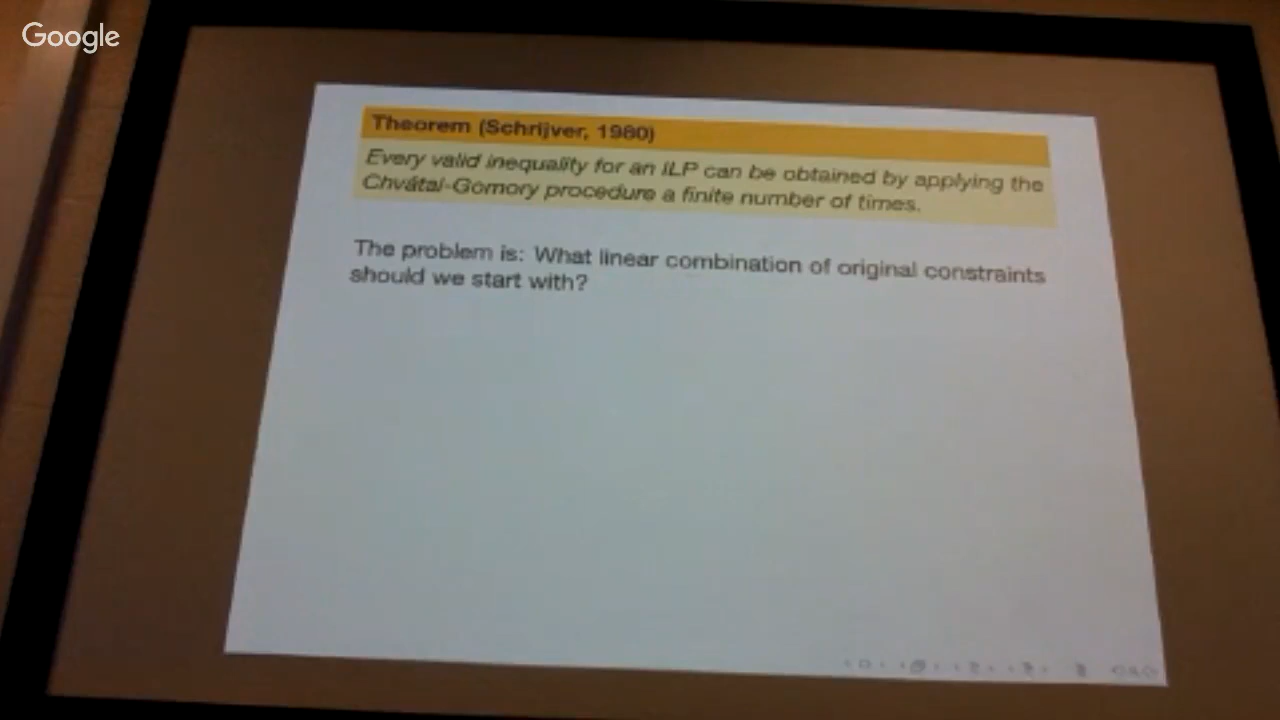 Google
Theorem (Schrijver, 1980)
Every valid inequality for an ILP can be obtained by applying the
Chvátal-Gomory procedure a finite number of times.
The problem is: What linear combination of original constraints
should we start with?